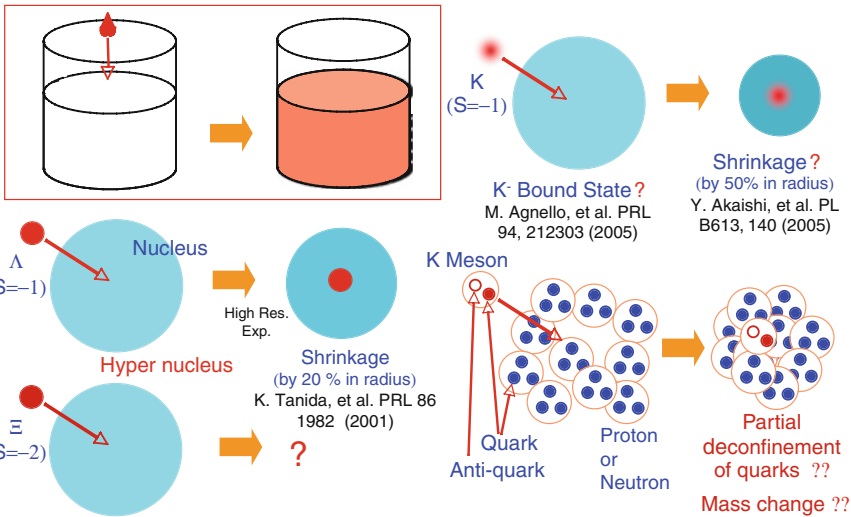 K
(S=−1)
K- Bound State ?
M. Agnello, et al. PRL
94, 212303 (2005)
Shrinkage ?
(by 50% in radius)
Y. Akaishi, et al. PL
B613, 140 (2005)
Λ
S=−1)
Nucleus
High Res.
Exp.
Hyper nucleus
Shrinkage
(by 20 % in radius)
K. Tanida, et al. PRL 86
1982 (2001)
Ξ
S=−2)
?
K Meson
Quark
Anti-quark
Proton
or
Neutron
Partial
deconfinement
of quarks ??
Mass change ??